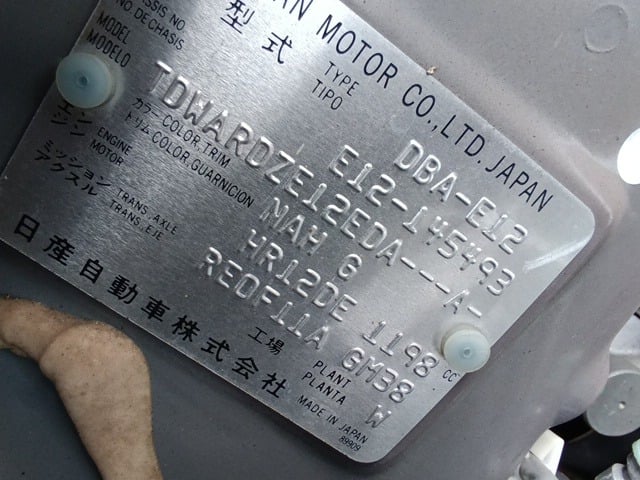 AN MOTOR CO.,LTD. JAPAN
型式 TYPE TIPO DBA-E12
CHASSIS NO.
NO DE CHASIS E12-145493
MODEL
MODELO TDWARDZE12EDA---A-
カラー COLOR, TRIM
トリム COLOR, GUARNICION NAH G
エンジン ENGINE MOTOR HR12DE 1198 CC
ミッション アクスル TRANS. AXLE TRANS. EJE RE0F11A GM38
工場 PLANT PLANTA W
日産自動車株式会社 MADE IN JAPAN
89909